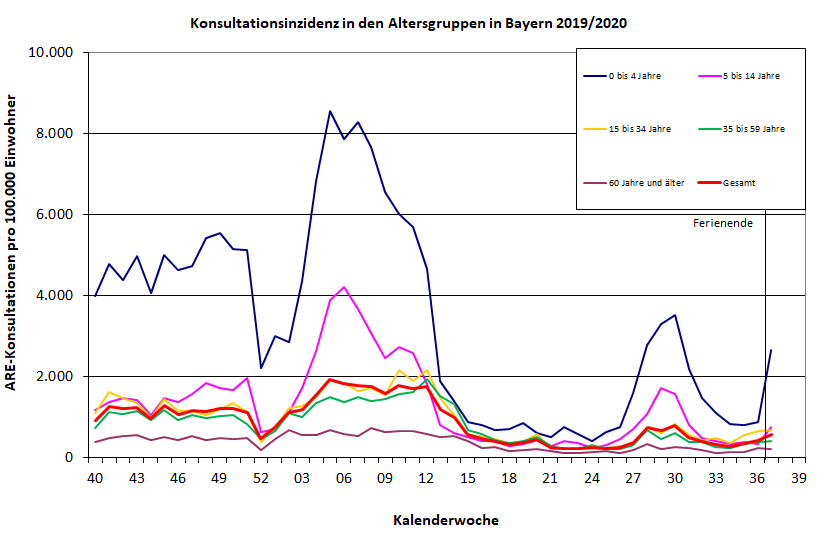 Konsultationsinzidenz in den Altersgruppen in Bayern 2019/2020
ARE-Konsultationen pro 100.000 Einwohner
10.000
8.000
6.000
4.000
2.000
0
0 bis 4 Jahre
5 bis 14 Jahre
15 bis 34 Jahre
35 bis 59 Jahre
60 Jahre und älter
Gesamt
Ferienende
40 43 46 49 52 03 06 09 12 15 18 21 24 27 30 33 36 39
Kalenderwoche